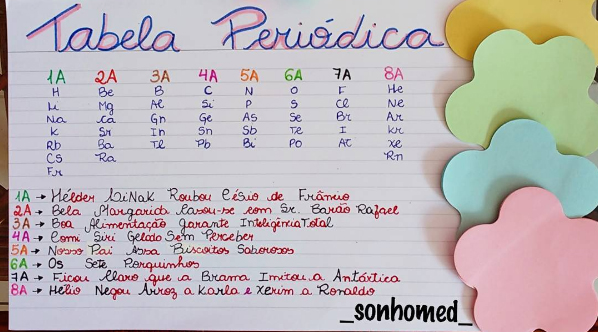 Tabela Periódica
1A 2A 3A 4A 5A 6A 7A 8A
H Be B C N O F He
Li Mg Al Si P S Cl Ne
Na Ca Gn Ge As Se Br Ar
K Sr In Sn Sb Te I Kr
Rb Ba Tl Pb Bi Po At Xe
Cs Ra Rn
Fr
1A → Hélder LiNaK Roubou Césio de Frâncio
2A → Bela Margarida Casou-se com Sr. Barão Rafael
3A → Boa Alimentação Garante Inteligência Total
4A → Comi Siri Gelado Sem Perceber
5A → Nosso Pai Assa Biscoitos Saborosos
6A → Os Sete Porquinhos
7A → Ficou Claro que a Brama Imitou a Antártica
8A → Hélio Negou Arroz a Karla e Xerim a Ronaldo
_sonhomed_